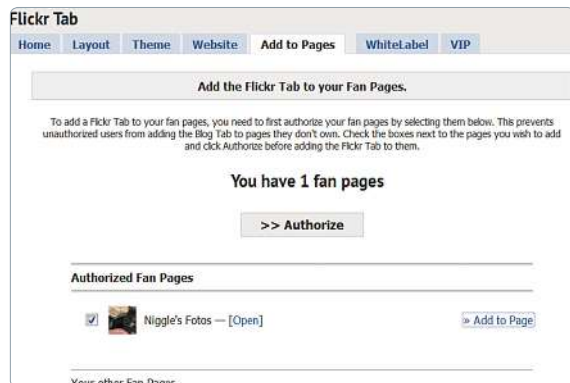 Flickr Tab
Home Layout Theme Website Add to Pages WhiteLabel VIP
Add the Flickr Tab to your Fan Pages.
To add a Flickr Tab to your fan pages, you need to first authorize your fan pages by selecting them below. This prevents
unauthorized users from adding the Blog Tab to pages they don't own. Check the boxes next to the pages you wish to add
and click Authorize before adding the Flickr Tab to them.
You have 1 fan pages
>> Authorize
Authorized Fan Pages
Niggle's Fotos — [Open] » Add to Page
Your other Fan Pages